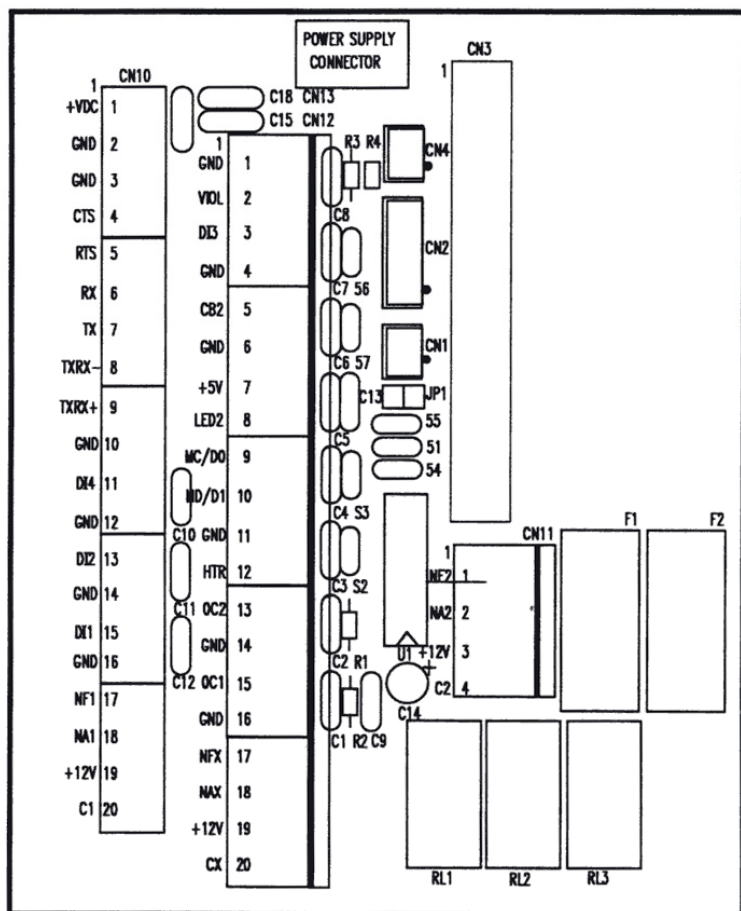 POWER SUPPLY
CONNECTOR
CN3
1
CN10
1
+VDC 1
GND 2
GND 3
CTS 4
RTS 5
RX 6
TX 7
TXRX- 8
TXRX+ 9
GND 10
DI4 11
GND 12
DI2 13
GND 14
DI1 15
GND 16
NF1 17
NA1 18
+12V 19
C1 20
C18 CN13
C15 CN12
1
GND 1
VIOL 2
DI3 3
GND 4
CB2 5
GND 6
+5V 7
LED2 8
MC/D0 9
MD/D1 10
GND 11
HTR 12
OC2 13
GND 14
OC1 15
GND 16
NFX 17
NAX 18
+12V 19
CX 20
C10
C11
C12
R3 R4
C8
C7 56
C6 57
C5
C4 S3
C3 S2
C2 R1
C1 R2 C9
CN4
CN2
CN1
C13 JP1
55
51
54
U1
+
C14
CN11
1
NF2 1
NA2 2
+12V 3
C2 4
F1 F2
RL1 RL2 RL3